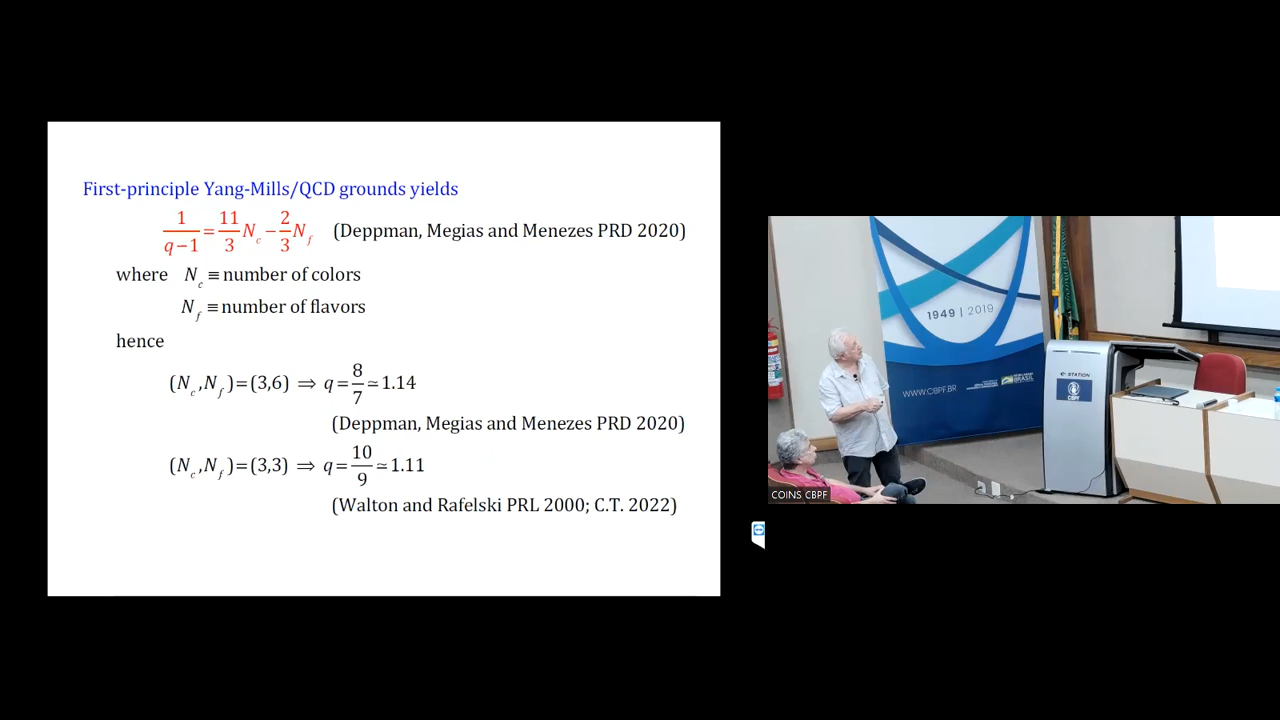 First-principle Yang-Mills/QCD grounds yields
1/(q−1) = 11/3 N_c − 2/3 N_f (Deppman, Megias and Menezes PRD 2020)
where N_c ≡ number of colors
N_f ≡ number of flavors
hence
(N_c, N_f) = (3,6) ⇒ q = 8/7 ≃ 1.14
(Deppman, Megias and Menezes PRD 2020)
(N_c, N_f) = (3,3) ⇒ q = 10/9 ≃ 1.11
(Walton and Rafelski PRL 2000; C.T. 2022)
1949 | 2019
WWW.CBPF.BR
BRASIL
e-STATION
CBPF
COINS CBPF